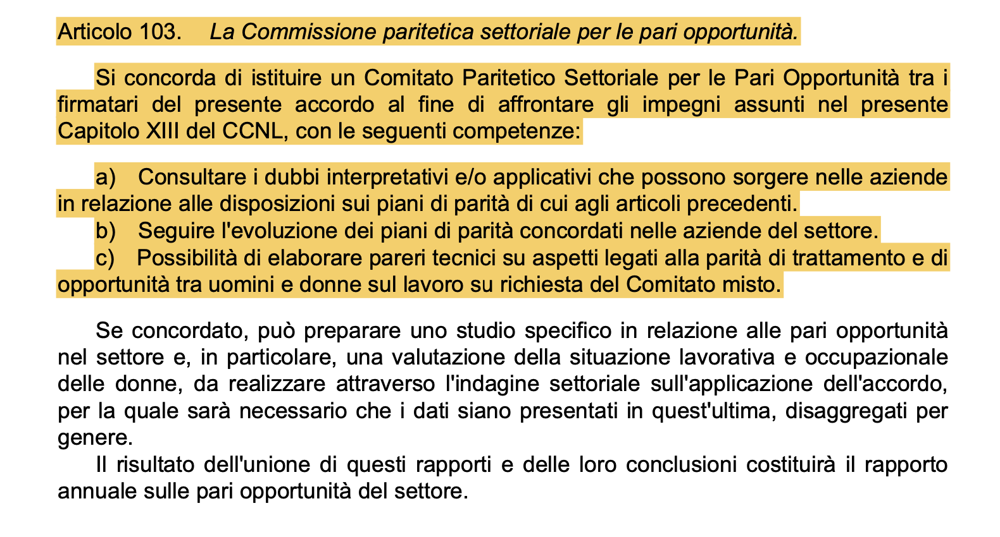 Articolo 103. La Commissione paritetica settoriale per le pari opportunità.
Si concorda di istituire un Comitato Paritetico Settoriale per le Pari Opportunità tra i
firmatari del presente accordo al fine di affrontare gli impegni assunti nel presente
Capitolo XIII del CCNL, con le seguenti competenze:
a) Consultare i dubbi interpretativi e/o applicativi che possono sorgere nelle aziende
in relazione alle disposizioni sui piani di parità di cui agli articoli precedenti.
b) Seguire l'evoluzione dei piani di parità concordati nelle aziende del settore.
c) Possibilità di elaborare pareri tecnici su aspetti legati alla parità di trattamento e di
opportunità tra uomini e donne sul lavoro su richiesta del Comitato misto.
Se concordato, può preparare uno studio specifico in relazione alle pari opportunità
nel settore e, in particolare, una valutazione della situazione lavorativa e occupazionale
delle donne, da realizzare attraverso l'indagine settoriale sull'applicazione dell'accordo,
per la quale sarà necessario che i dati siano presentati in quest'ultima, disaggregati per
genere.
Il risultato dell'unione di questi rapporti e delle loro conclusioni costituirà il rapporto
annuale sulle pari opportunità del settore.